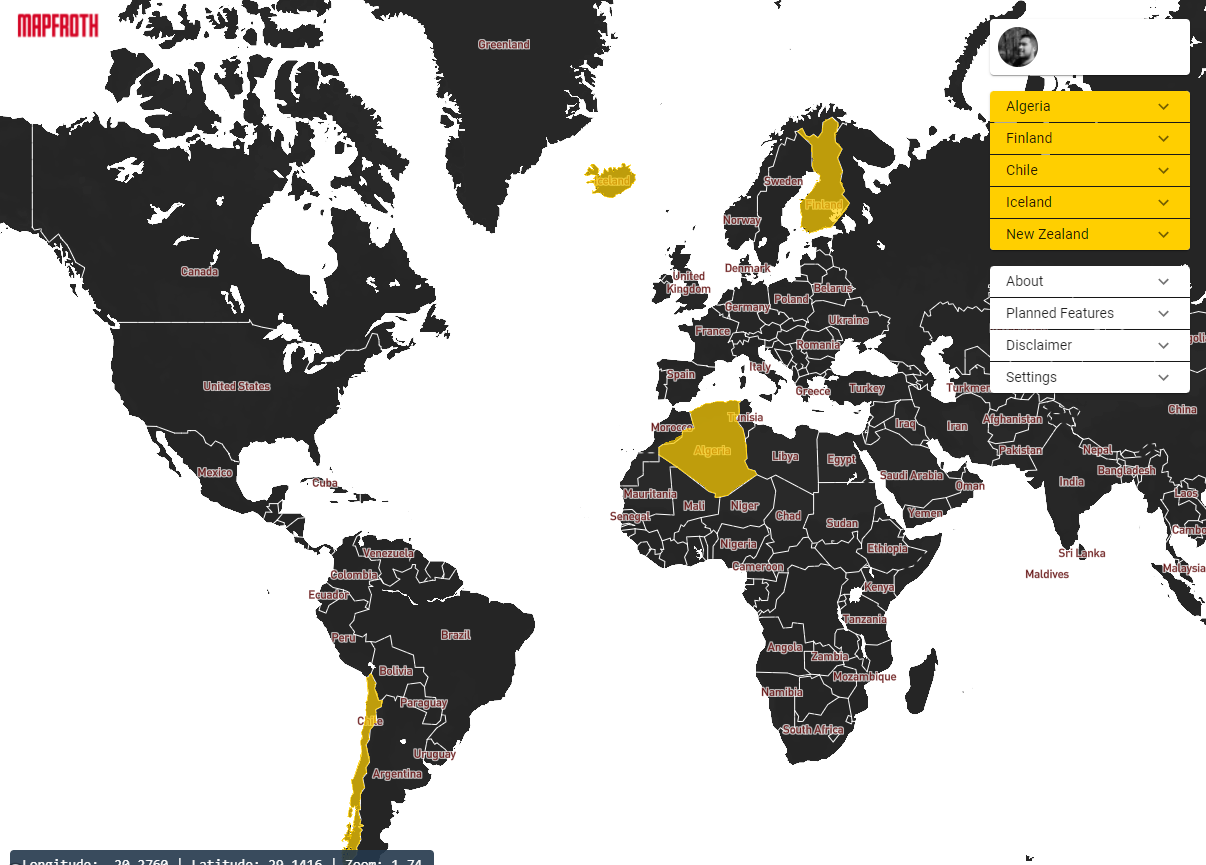 MAPFROTH
Greenland
Algeria
Finland
Chile
Iceland
New Zealand
About
Planned Features
Disclaimer
Settings
Iceland
Sweden
Finland
Norway
Canada
Denmark
United
Kingdom
Belarus
Germany
Poland
Ukraine
France
Romania
Italy
Spain
Greece
Turkey
Turkmen
United States
China
Tunisia
Morocco
Algeria
Iraq
Iran
Afghanistan
Libya
Egypt
Pakistan
Nepal
Mexico
Cuba
Saudi Arabia
Bangladesh
India
Oman
Mauritania
Mali
Niger
Laos
Senegal
Chad
Sudan
Yemen
Cambo
Nigeria
Ethiopia
Venezuela
Sri Lanka
Cameroon
Malaysia
Colombia
Maldives
Ecuador
Kenya
Tanzania
Brazil
Peru
Angola
Zambia
Bolivia
Mozambique
Namibia
Paraguay
Chile
South Africa
Uruguay
Argentina
Longitude: -20.2760 | Latitude: 29.1416 | Zoom: 1.74